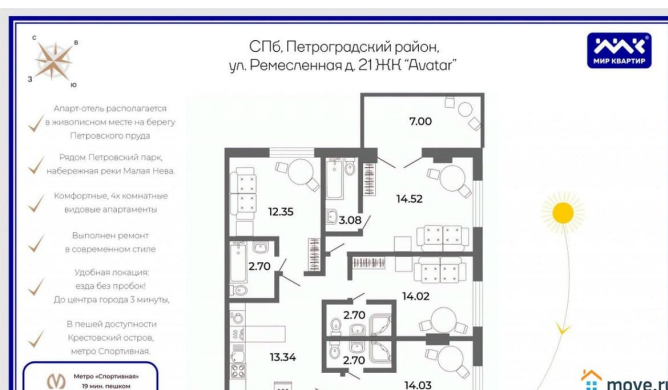 с
в
з
ю
СПб, Петроградский район,
ул. Ремесленная д. 21 ЖК “Avatar”
МИР КВАРТИР
Апарт-отель располагается
в живописном месте на берегу
Петровского пруда
Рядом Петровский парк,
набережная реки Малая Нева.
Комфортные, 4х комнатные
видовые апартаменты
Выполнен ремонт
в современном стиле
Удобная локация:
езда без пробок!
До центра города 3 минуты,
В пешей доступности
Крестовский остров,
метро Спортивная.
Метро «Спортивная»
19 мин. пешком
7.00
12.35
3.08
14.52
2.70
14.02
2.70
13.34
2.70
14.03
move.ru